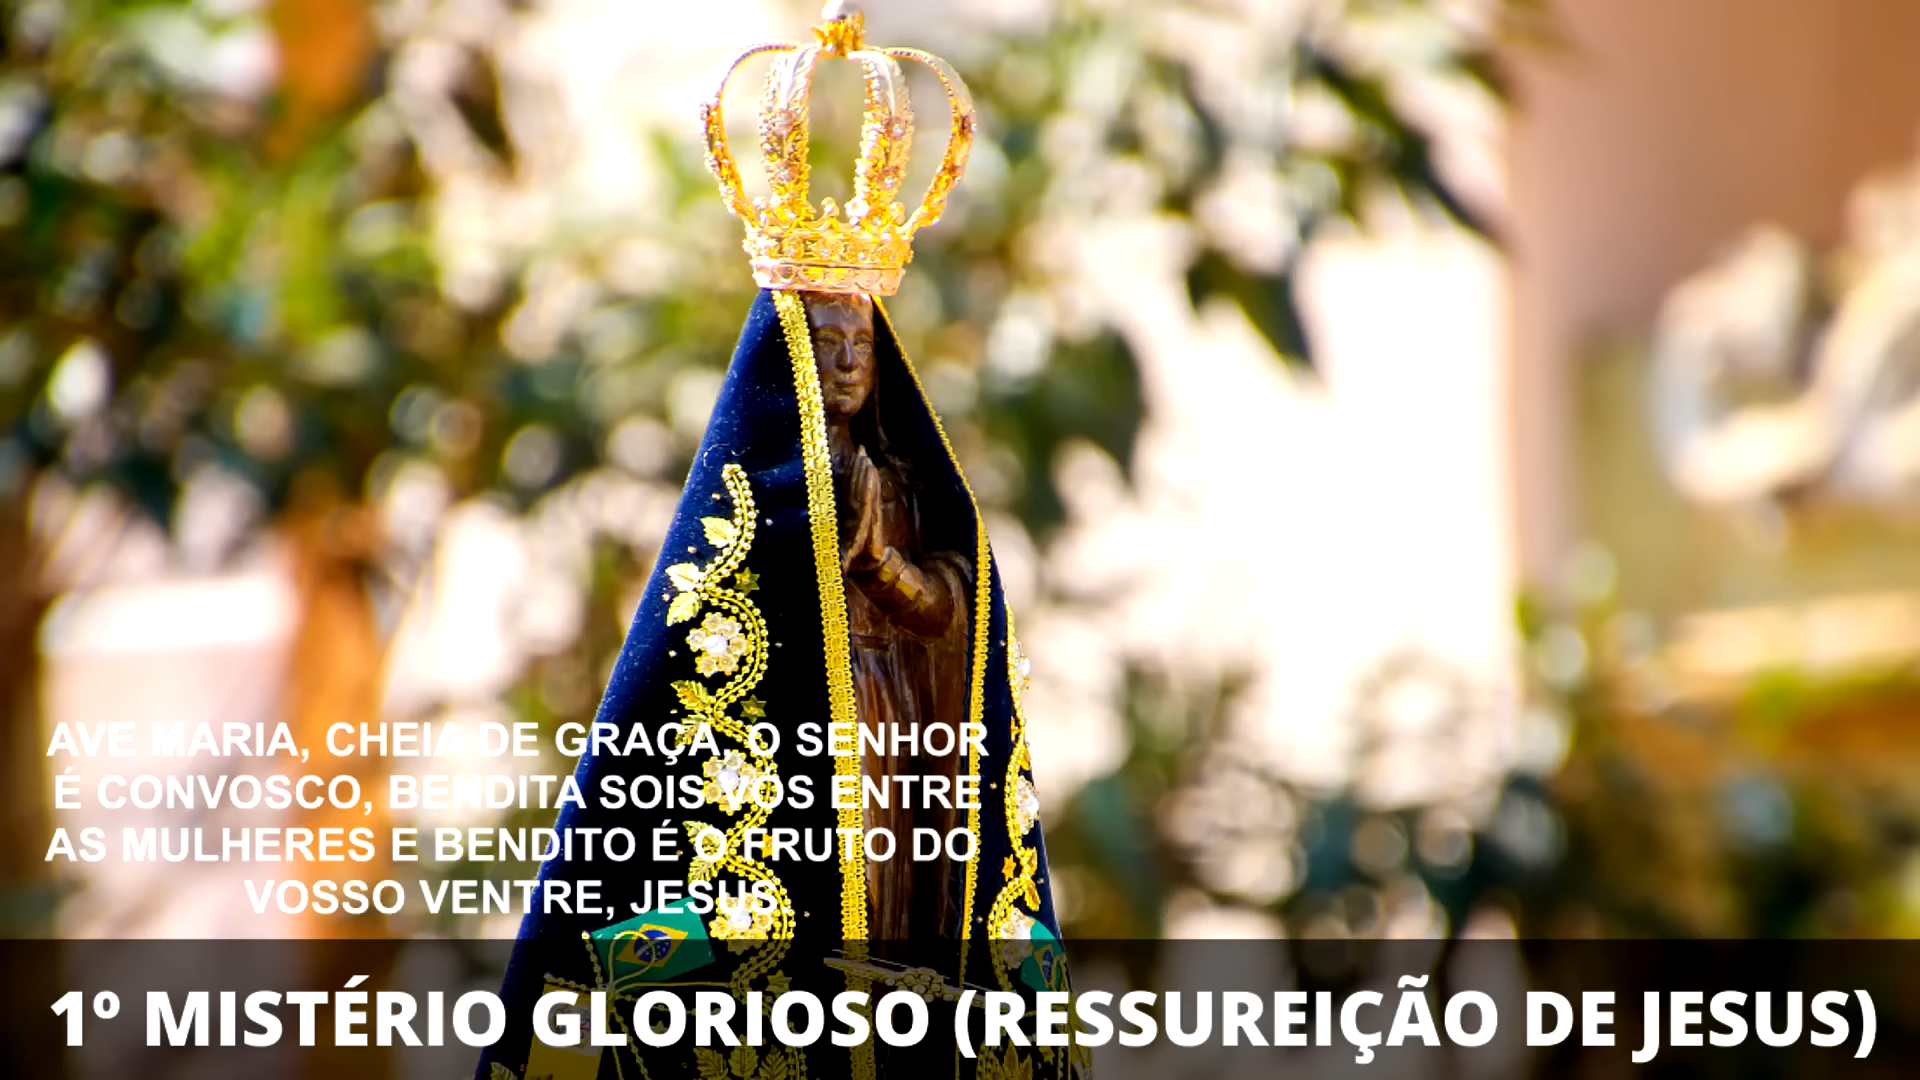 AVE MARIA, CHEIA DE GRAÇA, O SENHOR
É CONVOSCO, BENDITA SOIS VÓS ENTRE
AS MULHERES E BENDITO É O FRUTO DO
VOSSO VENTRE, JESUS.
1º MISTÉRIO GLORIOSO (RESSUREIÇÃO DE JESUS)